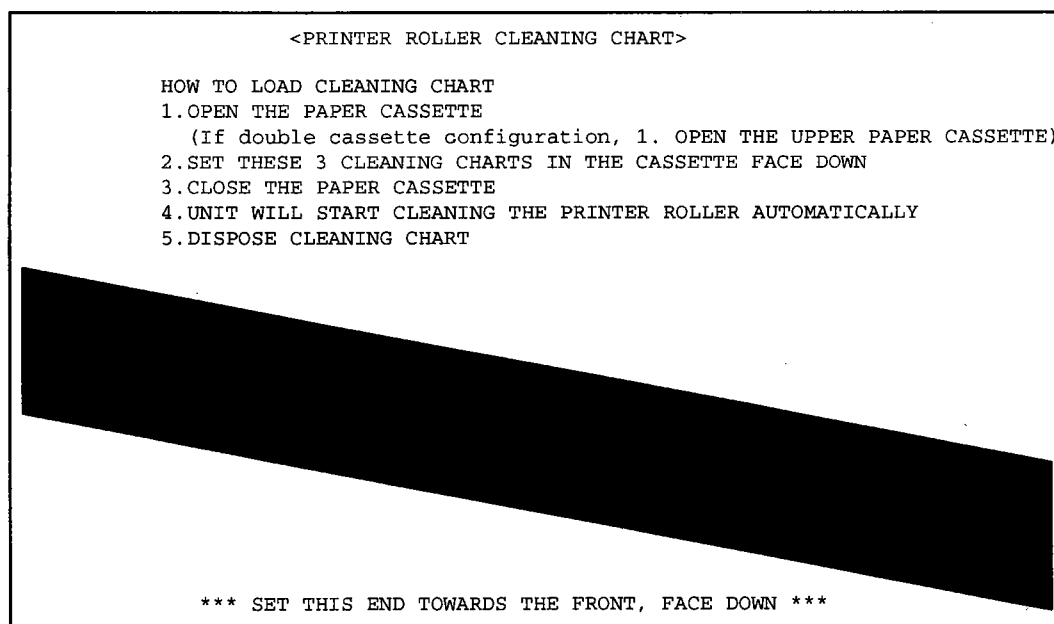 <PRINTER ROLLER CLEANING CHART>
HOW TO LOAD CLEANING CHART
1.OPEN THE PAPER CASSETTE
(If double cassette configuration, 1. OPEN THE UPPER PAPER CASSETTE)
2.SET THESE 3 CLEANING CHARTS IN THE CASSETTE FACE DOWN
3.CLOSE THE PAPER CASSETTE
4.UNIT WILL START CLEANING THE PRINTER ROLLER AUTOMATICALLY
5.DISPOSE CLEANING CHART
*** SET THIS END TOWARDS THE FRONT, FACE DOWN ***